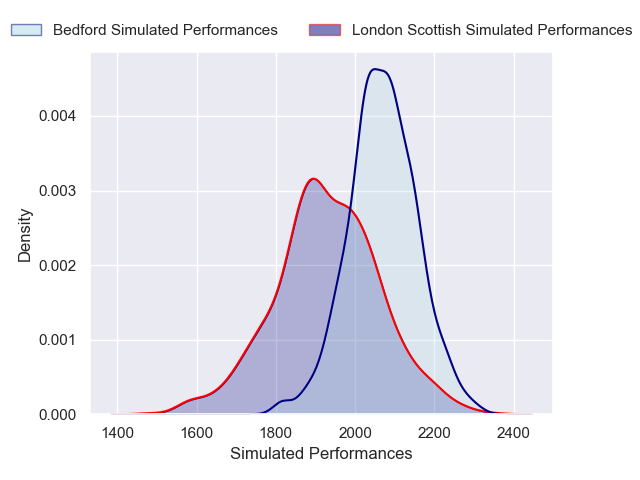 Bedford Simulated Performances London Scottish Simulated Performances
0.004
0.003
0.002
0.001
0.000
Density
1400 1600 1800 2000 2200 2400
Simulated Performances